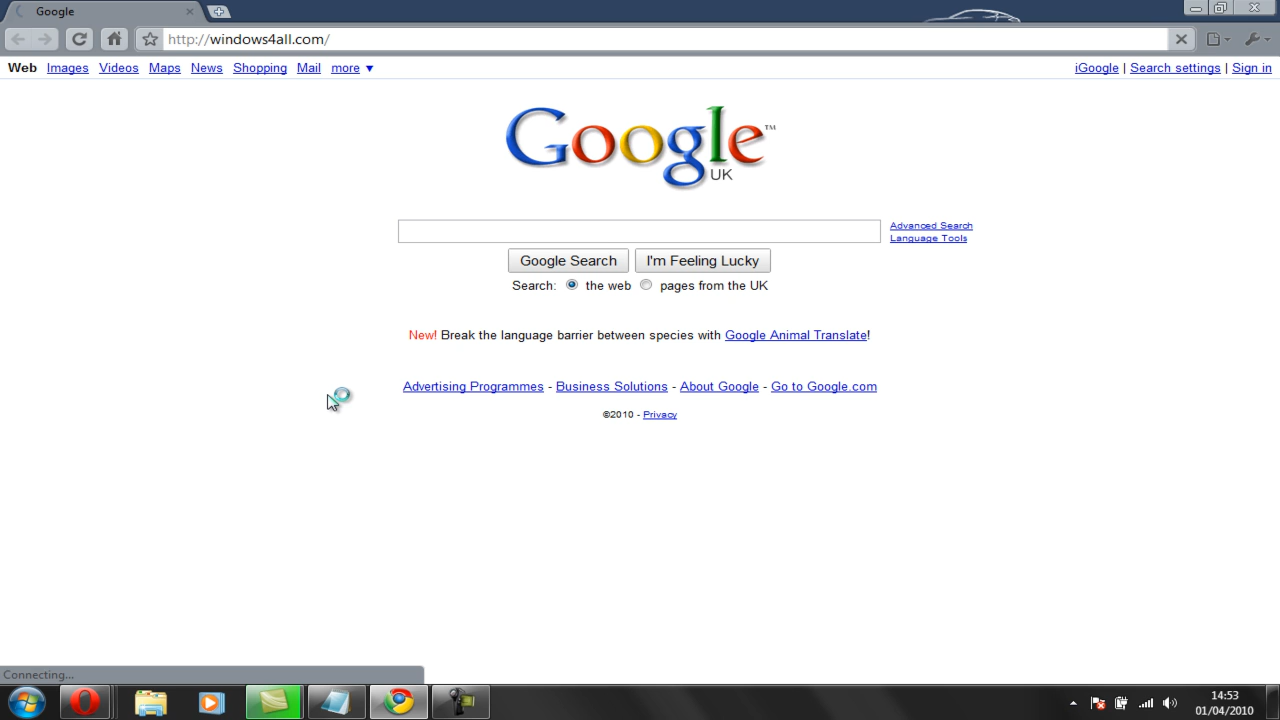 Google
http://windows4all.com/
Web Images Videos Maps News Shopping Mail more ▼
iGoogle | Search settings | Sign in
Google™
UK
Advanced Search
Language Tools
Google Search I'm Feeling Lucky
Search: the web pages from the UK
New! Break the language barrier between species with Google Animal Translate!
Advertising Programmes - Business Solutions - About Google - Go to Google.com
©2010 - Privacy
Connecting...
14:53
01/04/2010